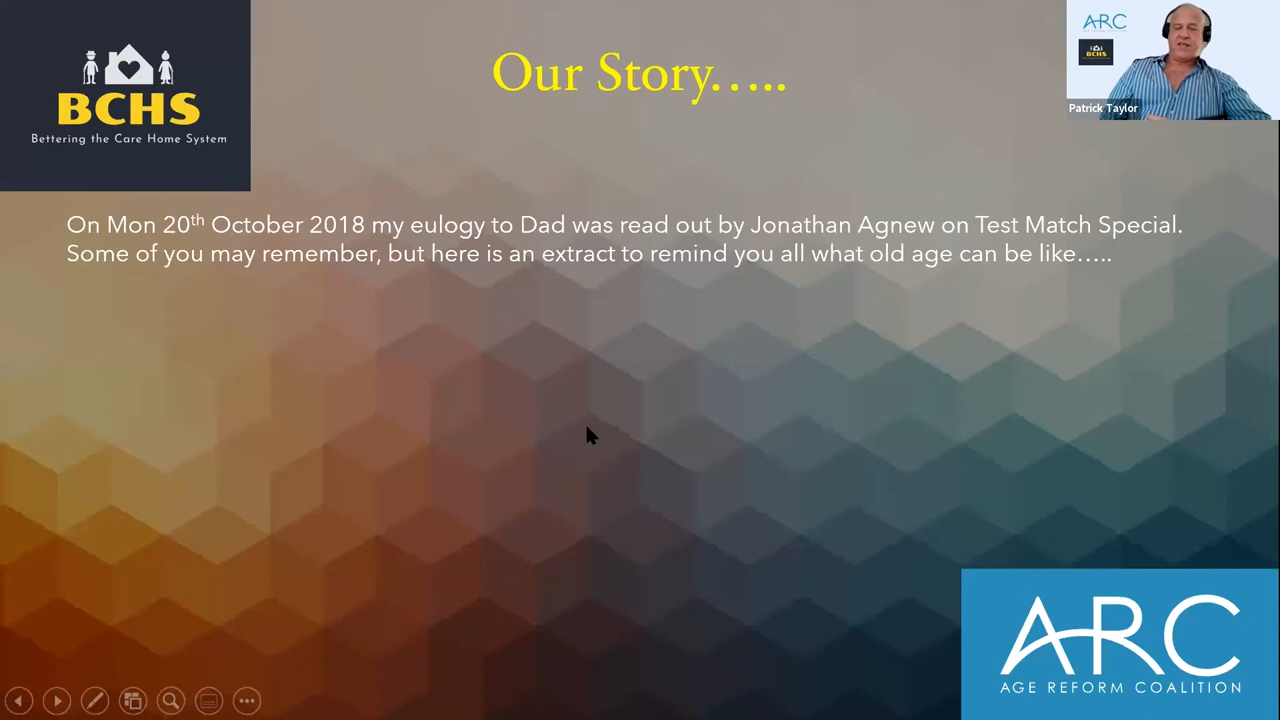 Our Story…..
BCHS
Bettering the Care Home System
ARC
BCHS
Patrick Taylor
On Mon 20th October 2018 my eulogy to Dad was read out by Jonathan Agnew on Test Match Special.
Some of you may remember, but here is an extract to remind you all what old age can be like…..
ARC
AGE REFORM COALITION